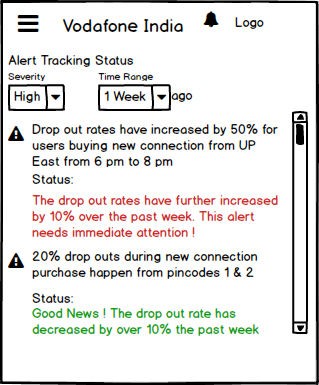 Vodafone India
Logo
Alert Tracking Status
Severity
Time Range
High
1 Week
ago
Drop out rates have increased by 50% for
users buying new connection from UP
East from 6 pm to 8 pm
Status:
The drop out rates have further increased
by 10% over the past week. This alert
needs immediate attention !
20% drop outs during new connection
purchase happen from pincodes 1 & 2
Status:
Good News ! The drop out rate has
decreased by over 10% the past week